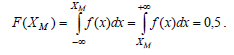 F(X_M) = ∫_{-∞}^{X_M} f(x)dx = ∫_{X_M}^{+∞} f(x)dx = 0,5 .